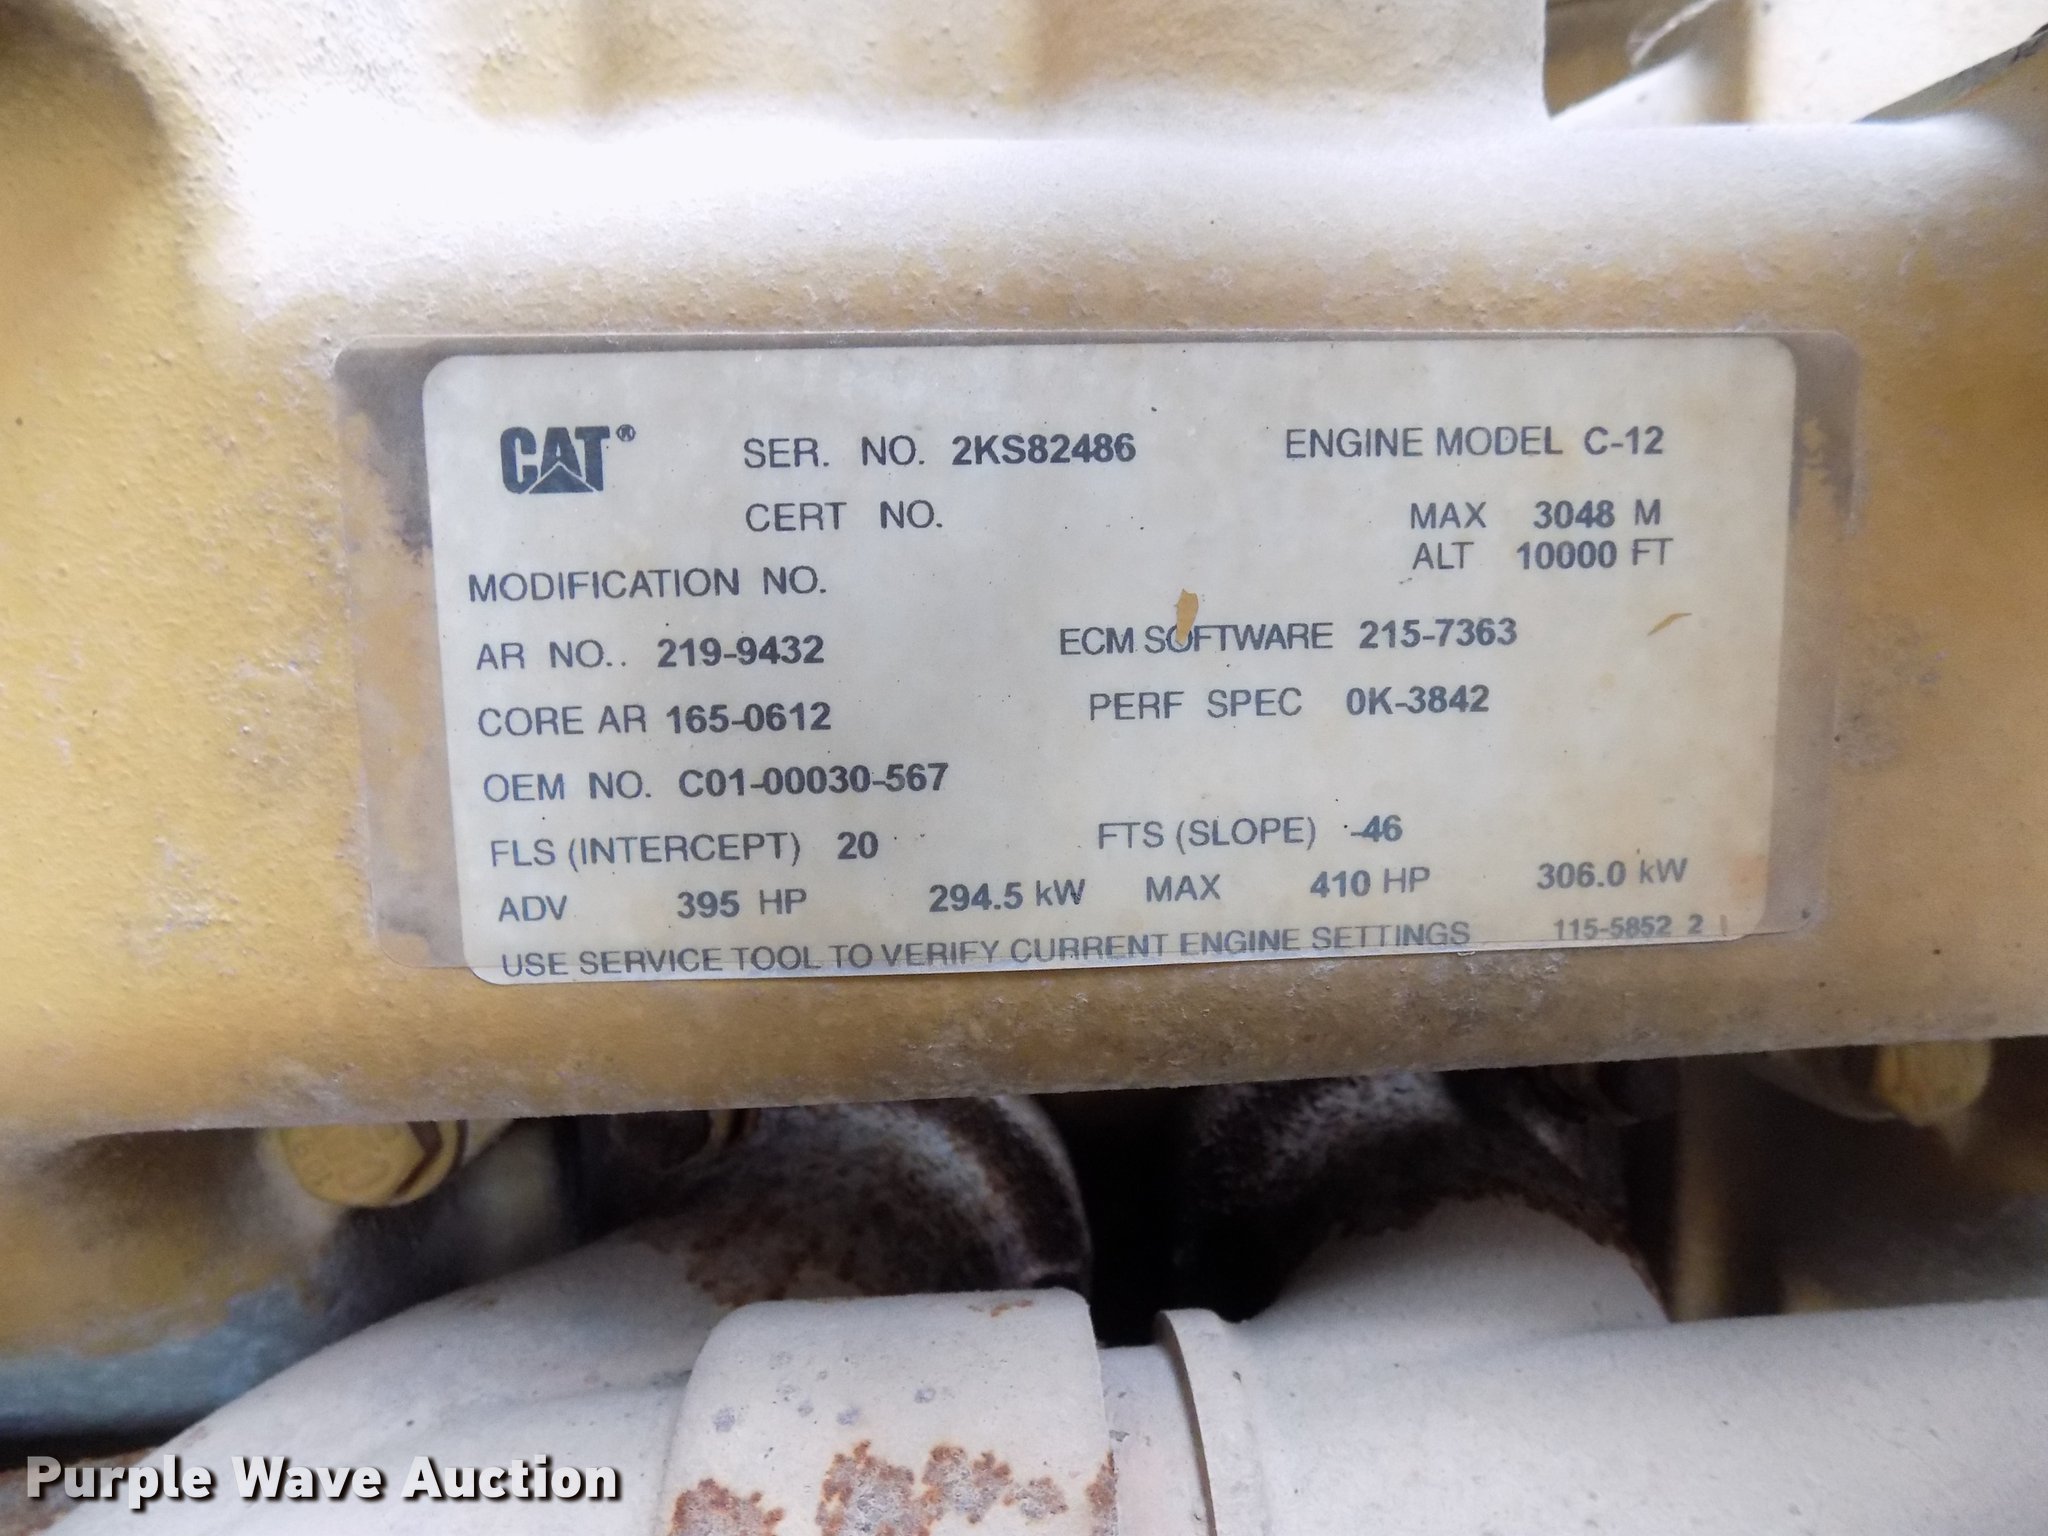 CAT® SER. NO. 2KS82486 ENGINE MODEL C-12
CERT NO. MAX 3048 M
ALT 10000 FT
MODIFICATION NO.
AR NO.. 219-9432 ECM SOFTWARE 215-7363
CORE AR 165-0612 PERF SPEC 0K-3842
OEM NO. C01-00030-567
FLS (INTERCEPT) 20 FTS (SLOPE) -46
ADV 395 HP 294.5 kW MAX 410 HP 306.0 kW
USE SERVICE TOOL TO VERIFY CURRENT ENGINE SETTINGS 115-5852 2
Purple Wave Auction